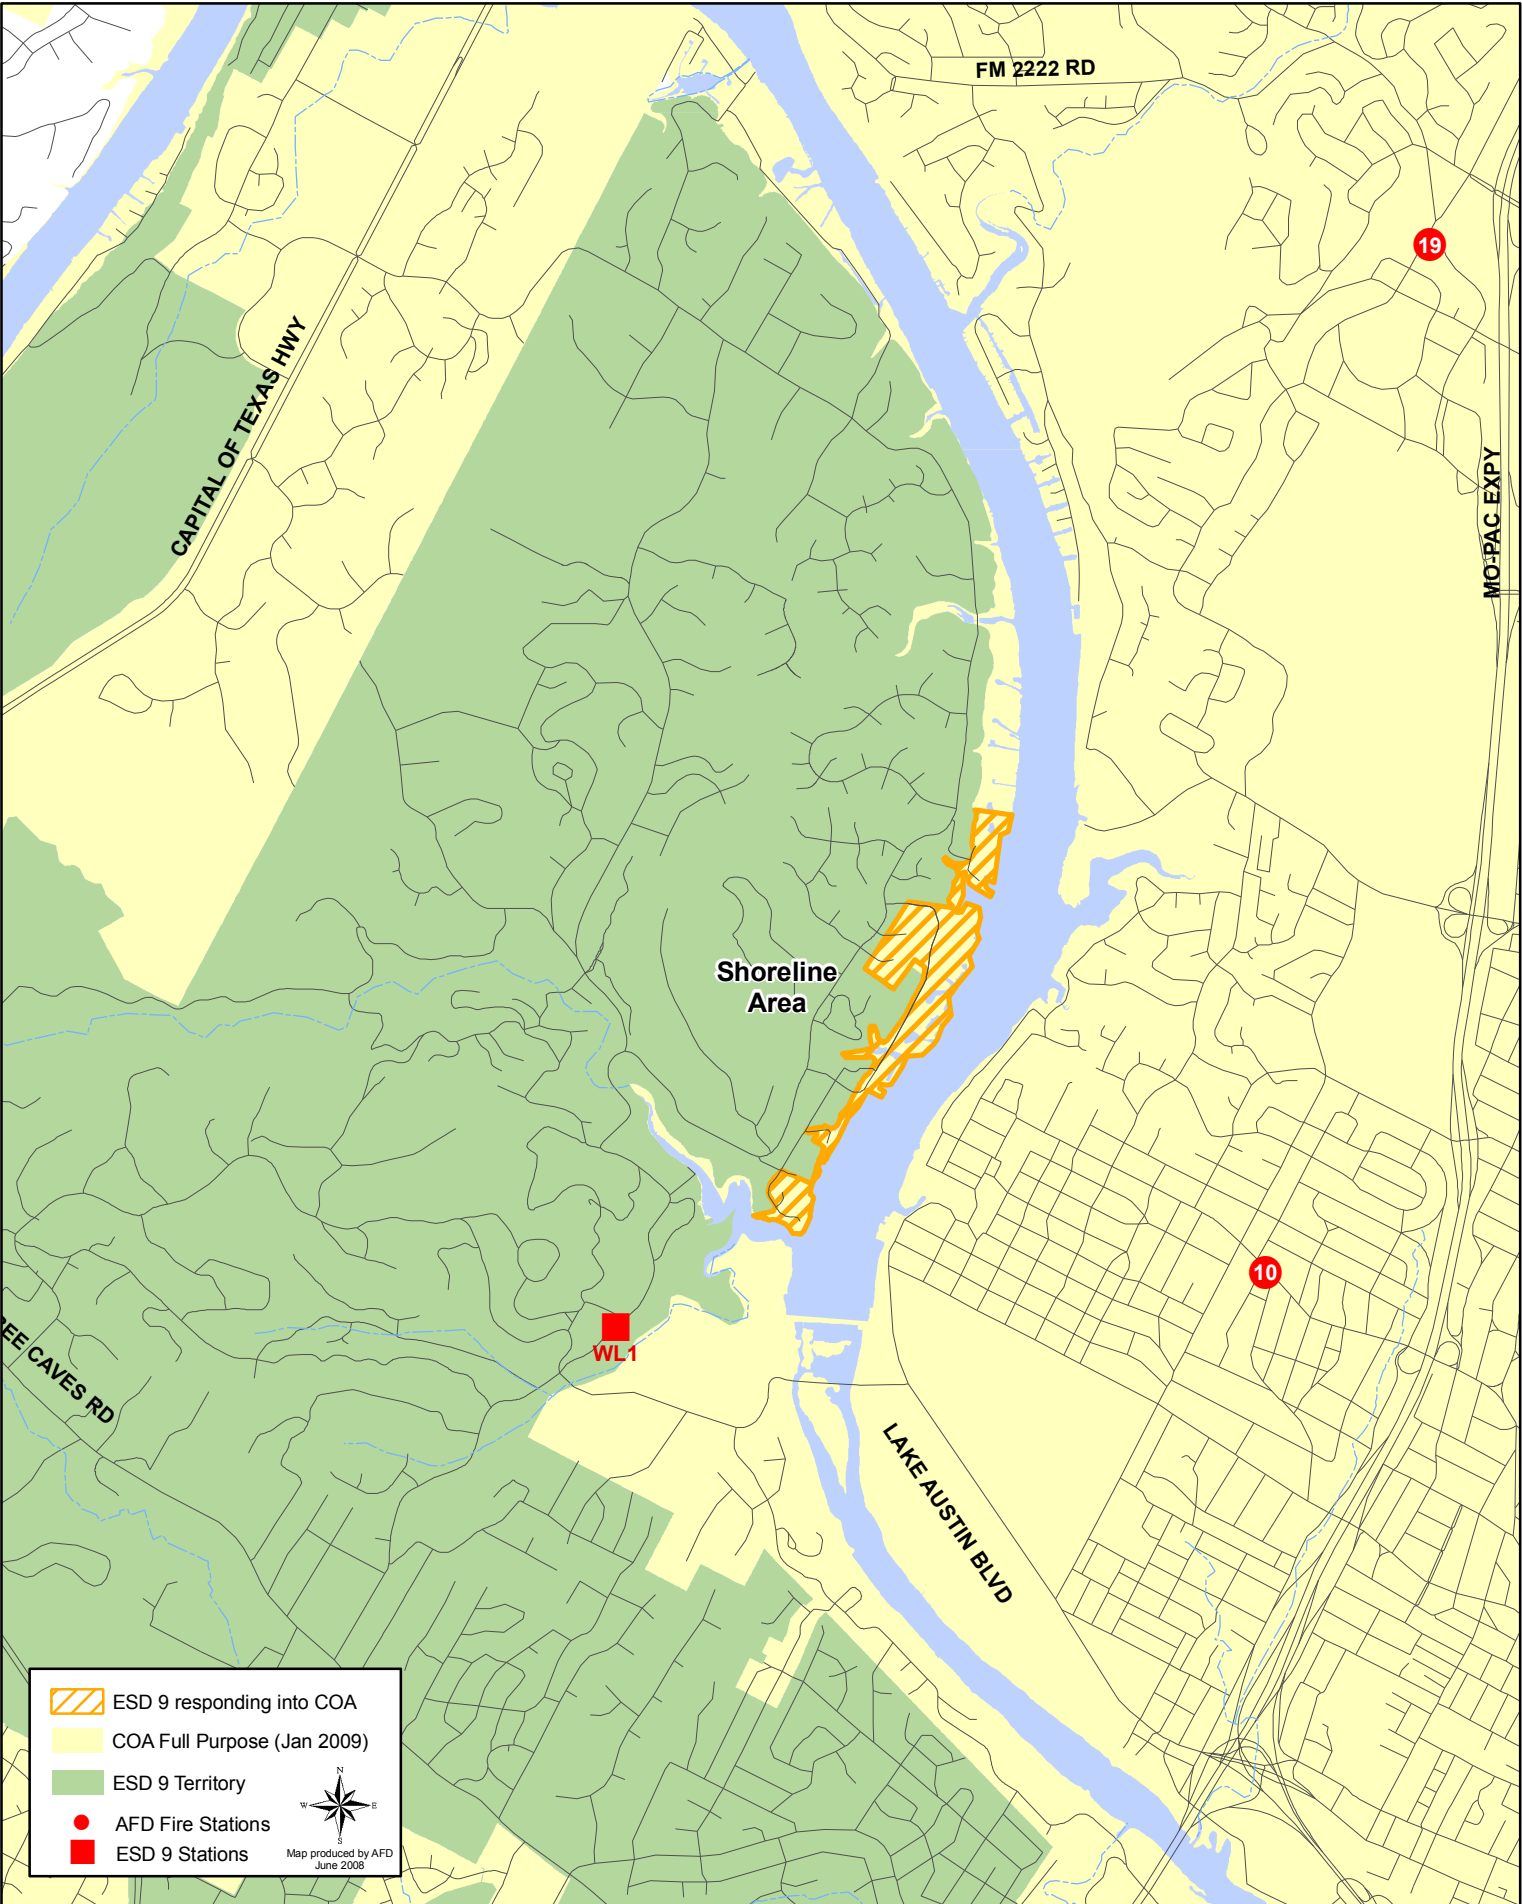 FM 2222 RD
19
CAPITAL OF TEXAS HWY
MO-PAC EXPY
Shoreline
Area
10
WL1
BEE CAVES RD
LAKE AUSTIN BLVD
ESD 9 responding into COA
COA Full Purpose (Jan 2009)
ESD 9 Territory
AFD Fire Stations
ESD 9 Stations
N
W
E
S
Map produced by AFD
June 2008